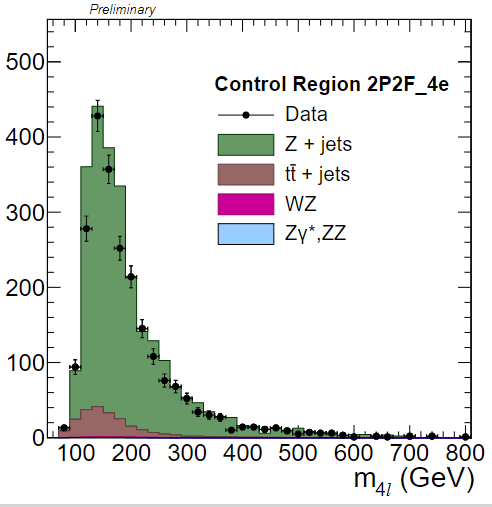 Preliminary
500
400
300
200
100
0
Control Region 2P2F_4e
Data
Z + jets
tt̄ + jets
WZ
Zγ*,ZZ
100 200 300 400 500 600 700 800
m4l (GeV)